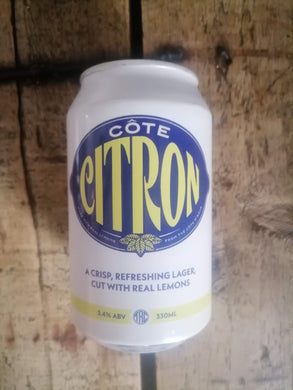 CÔTE
CITRON
A CRISP, REFRESHING LAGER,
CUT WITH REAL LEMONS
3.4% ABV
330ML